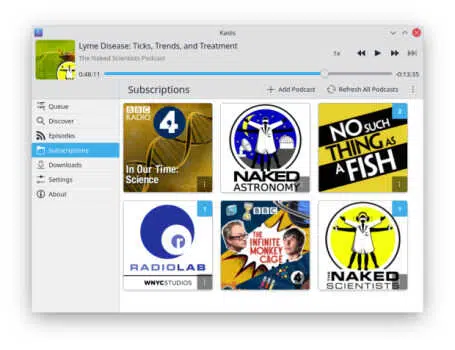 Kasts
Lyme Disease: Ticks, Trends, and Treatment
The Naked Scientists Podcast
1x
0:48:11
-0:13:35
Subscriptions
Add Podcast
Refresh All Podcasts
Queue
Discover
Episodes
Subscriptions
Downloads
Settings
About
BBC
RADIO
4
In Our Time:
Science
NAKED
ASTRONOMY
2
NO SUCH
THING AS
A FISH
1
RADIOLAB
WNYC STUDIOS
BBC
THE
INFINITE
MONKEY
CAGE
4
1
THE NAKED
SCIENTISTS